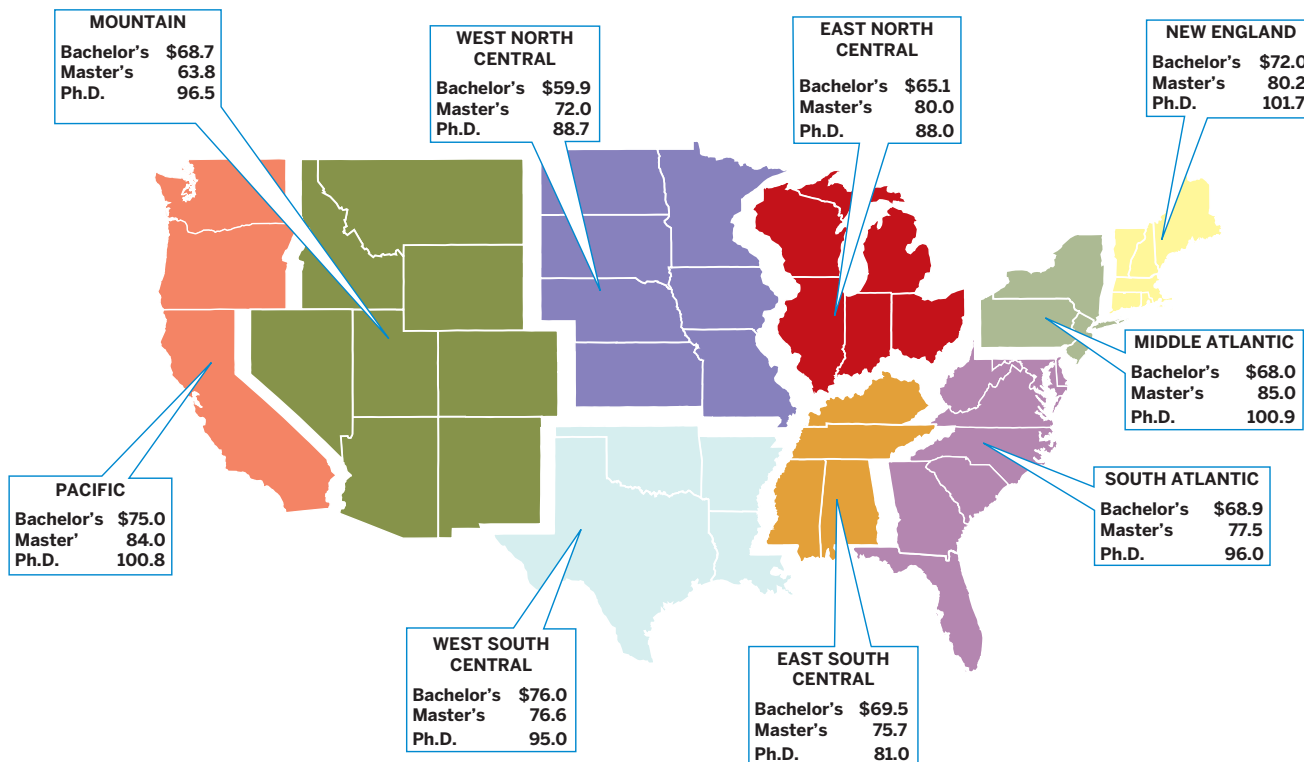 MOUNTAIN
Bachelor's $68.7
Master's 63.8
Ph.D. 96.5
WEST NORTH
CENTRAL
Bachelor's $59.9
Master's 72.0
Ph.D. 88.7
EAST NORTH
CENTRAL
Bachelor's $65.1
Master's 80.0
Ph.D. 88.0
NEW ENGLAND
Bachelor's $72.0
Master's 80.2
Ph.D. 101.7
MIDDLE ATLANTIC
Bachelor's $68.0
Master's 85.0
Ph.D. 100.9
SOUTH ATLANTIC
Bachelor's $68.9
Master's 77.5
Ph.D. 96.0
PACIFIC
Bachelor's $75.0
Master' 84.0
Ph.D. 100.8
WEST SOUTH
CENTRAL
Bachelor's $76.0
Master's 76.6
Ph.D. 95.0
EAST SOUTH
CENTRAL
Bachelor's $69.5
Master's 75.7
Ph.D. 81.0